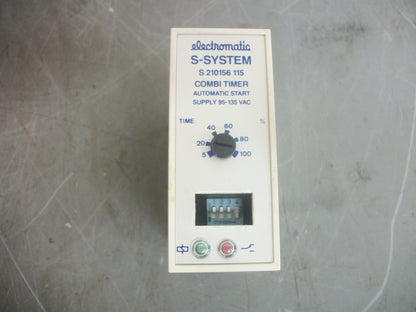 electromatic
S-SYSTEM
S 210156 115
COMBI TIMER
AUTOMATIC START
SUPPLY 95-135 VAC
TIME %
40 60
20 80
5 100